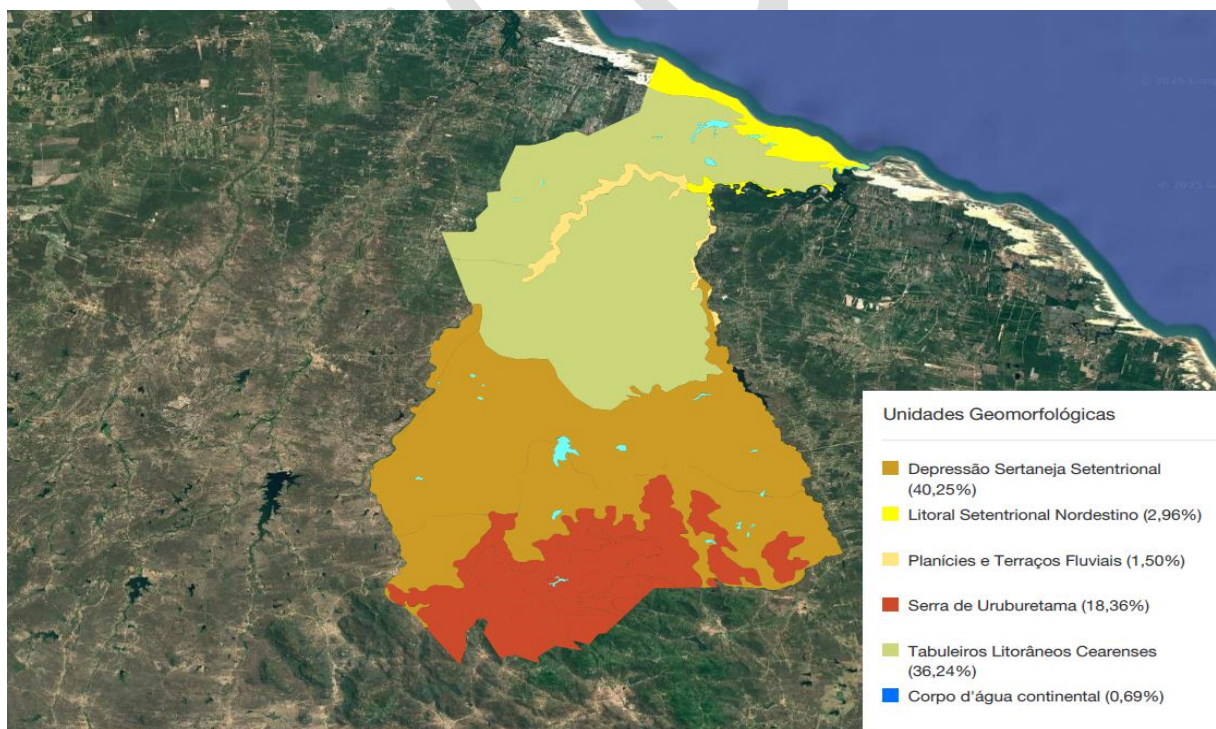 Unidades Geomorfológicas
Depressão Sertaneja Setentrional
(40,25%)
Litoral Setentrional Nordestino (2,96%)
Planícies e Terraços Fluviais (1,50%)
Serra de Uruburetama (18,36%)
Tabuleiros Litorâneos Cearenses
(36,24%)
Corpo d'água continental (0,69%)